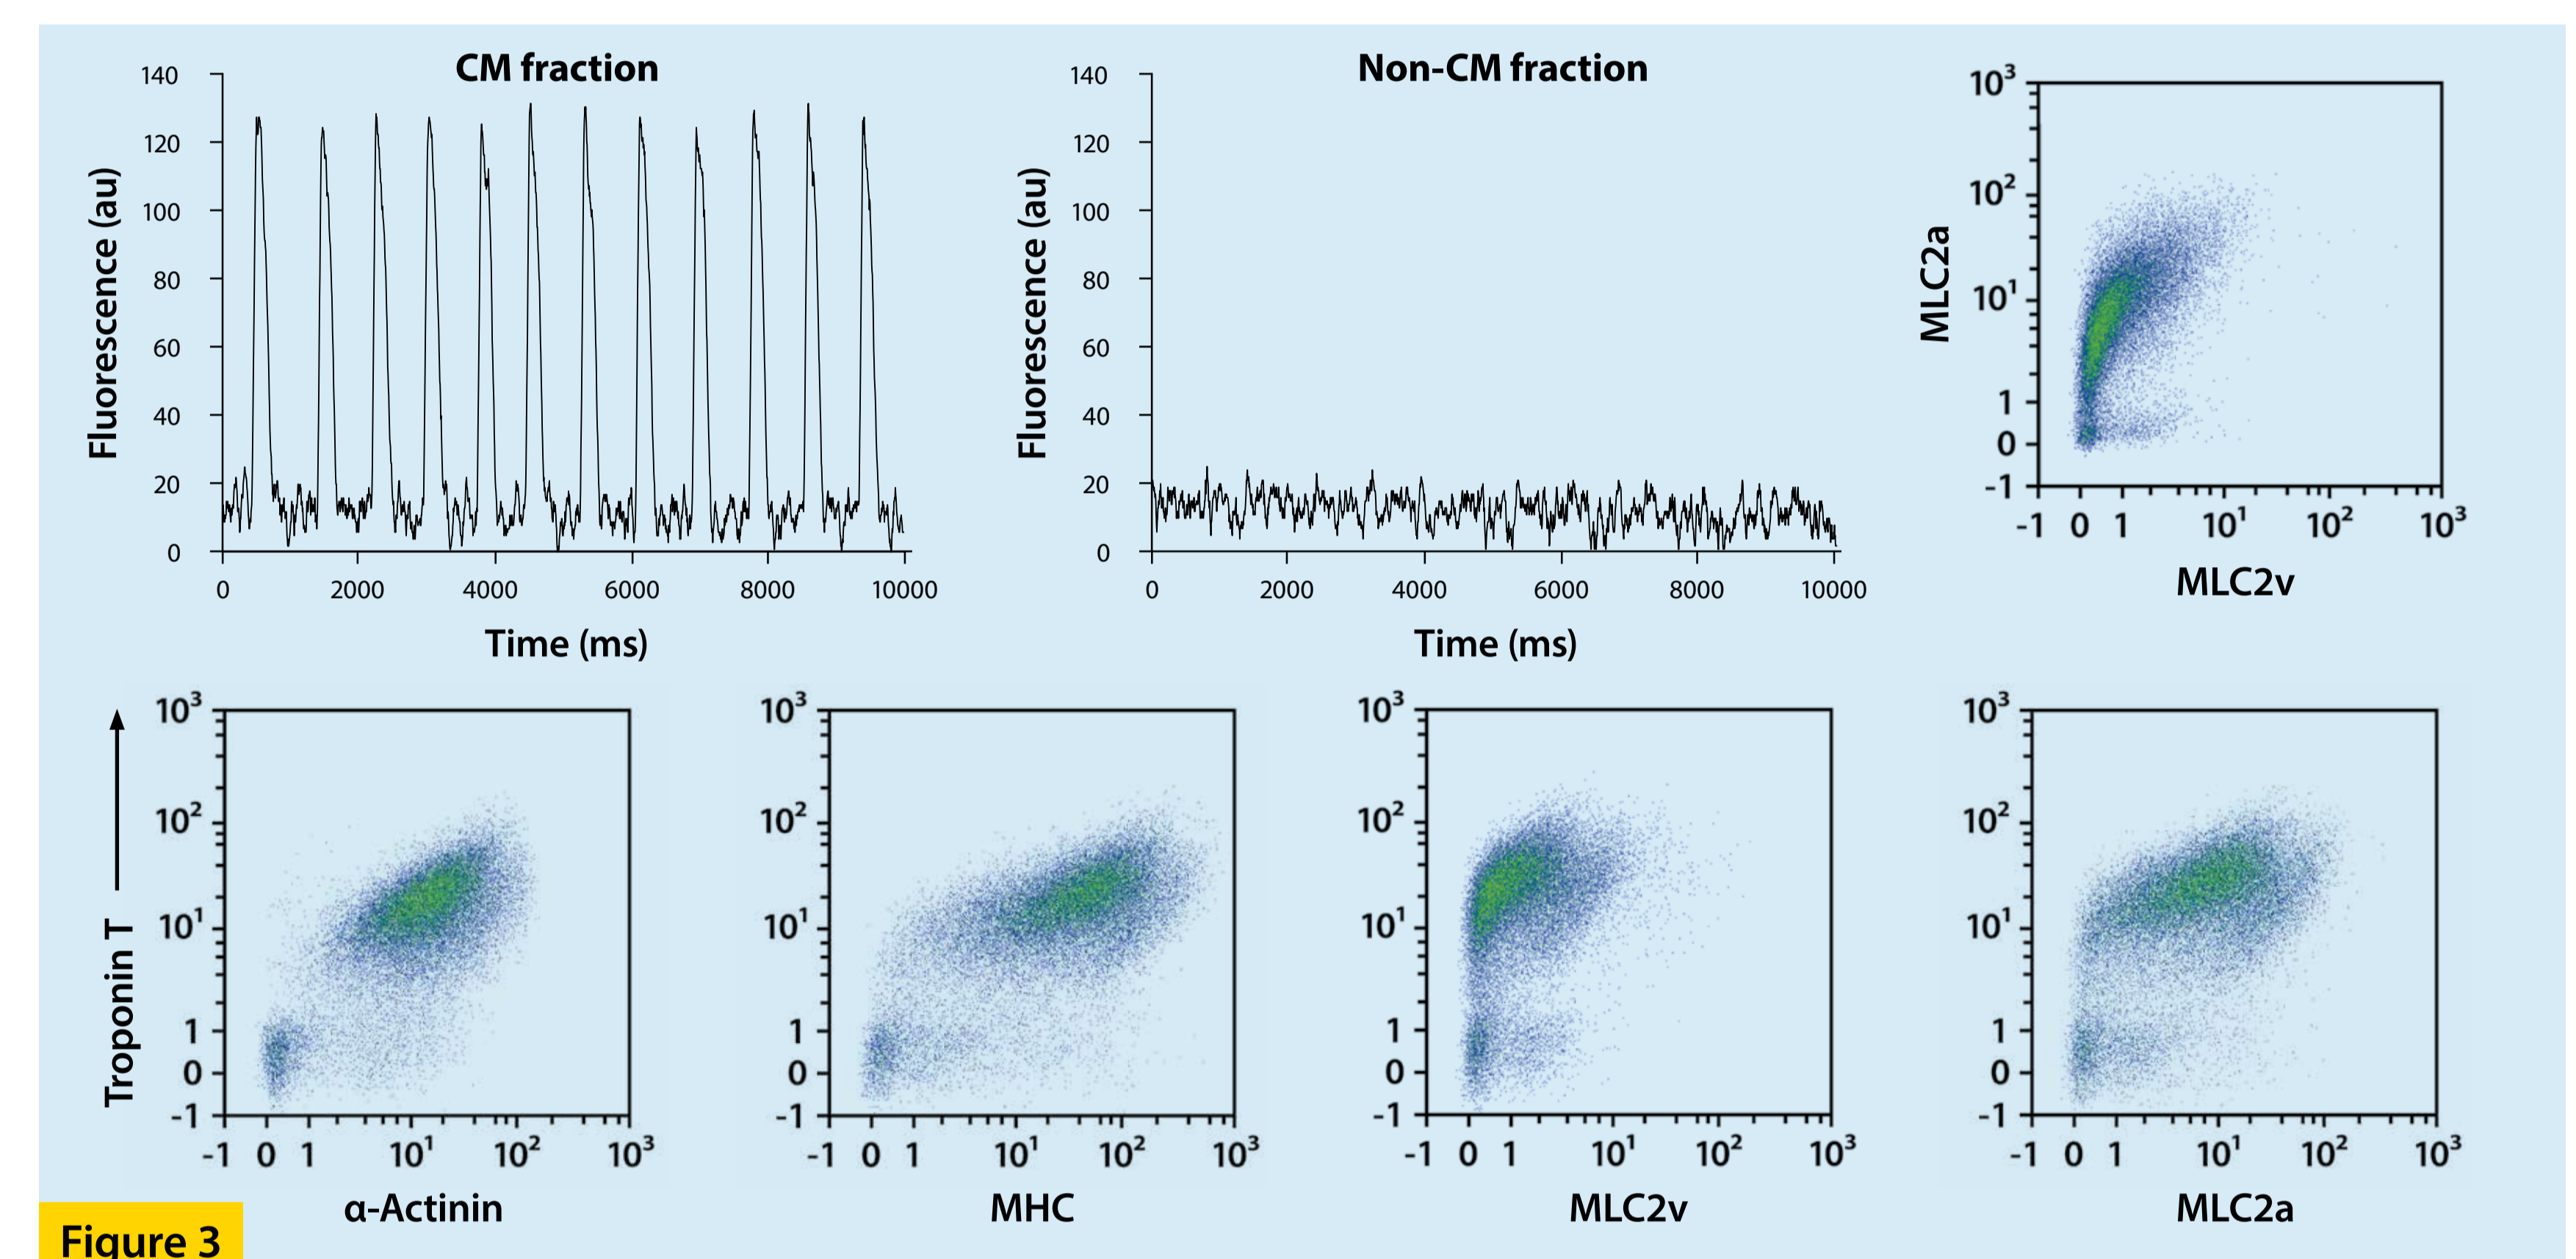 CM fraction
140
120
100
80
60
40
20
0
Fluorescence (au)
0 2000 4000 6000 8000 10000
Time (ms)
Non-CM fraction
140
120
100
80
60
40
20
0
Fluorescence (au)
0 2000 4000 6000 8000 10000
Time (ms)
10³
10²
10¹
1
0
-1
MLC2a
-1 0 1 10¹ 10² 10³
MLC2v
Troponin T
10³
10²
10¹
1
0
-1
-1 0 1 10¹ 10² 10³
α-Actinin
10³
10²
10¹
1
0
-1
-1 0 1 10¹ 10² 10³
MHC
10³
10²
10¹
1
0
-1
-1 0 1 10¹ 10² 10³
MLC2v
10³
10²
10¹
1
0
-1
-1 0 1 10¹ 10² 10³
MLC2a
Figure 3